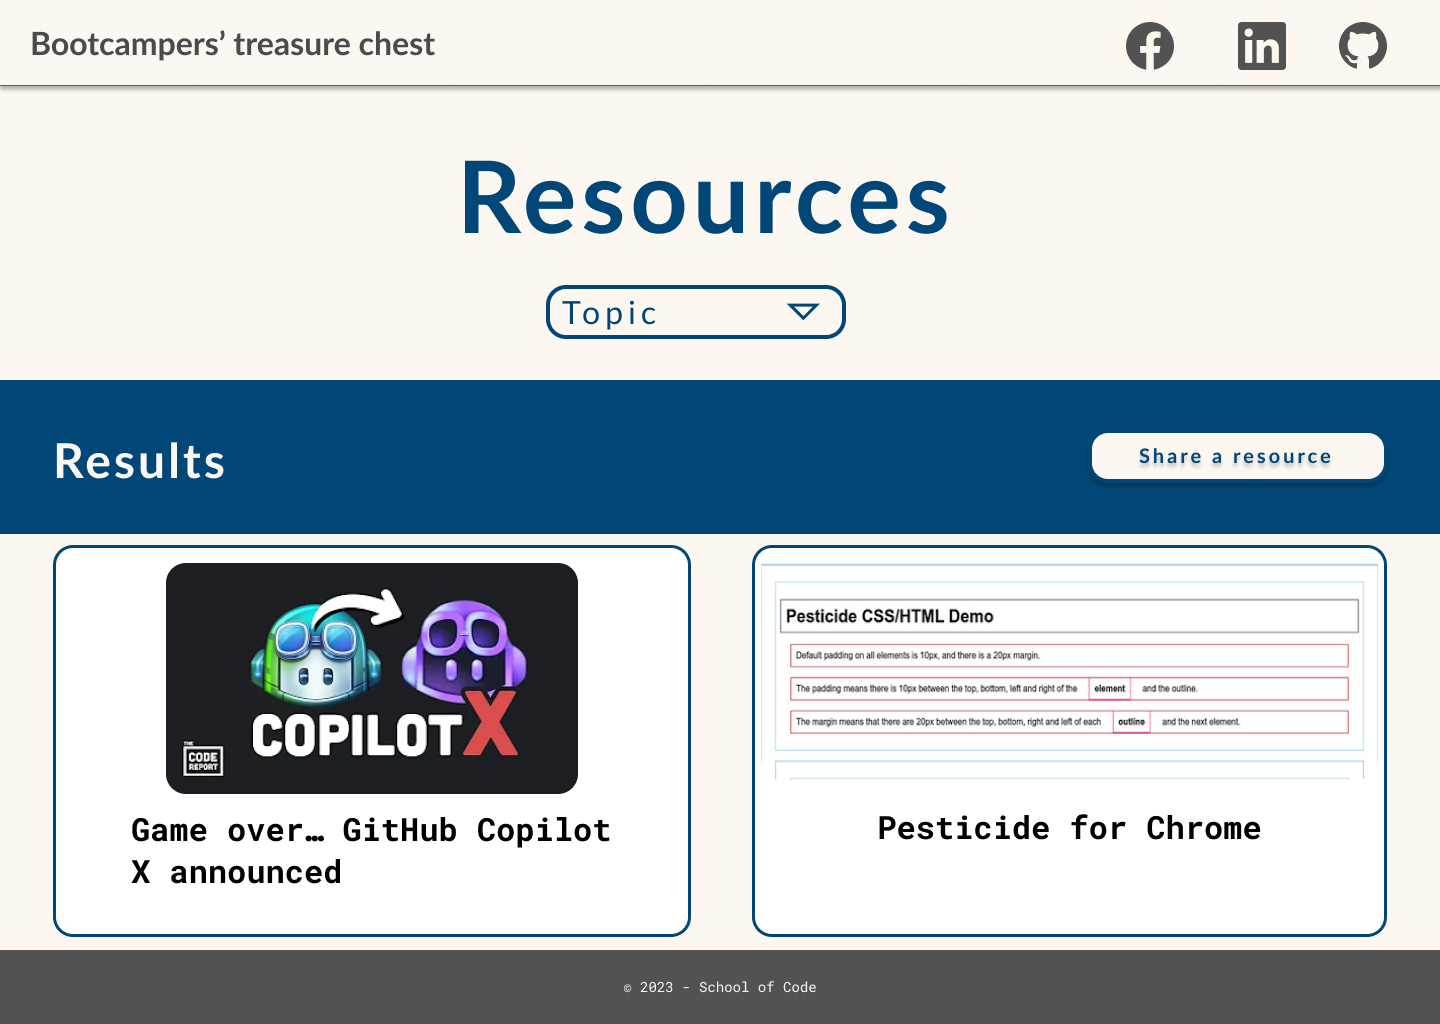 Bootcampers’ treasure chest
Resources
Topic
Results
Share a resource
COPILOT X
THE
CODE
REPORT
Game over… GitHub Copilot
X announced
Pesticide CSS/HTML Demo
Default padding on all elements is 10px, and there is a 20px margin.
The padding means there is 10px between the top, bottom, left and right of the element and the outline.
The margin means that there are 20px between the top, bottom, right and left of each outline and the next element.
Pesticide for Chrome
© 2023 - School of Code